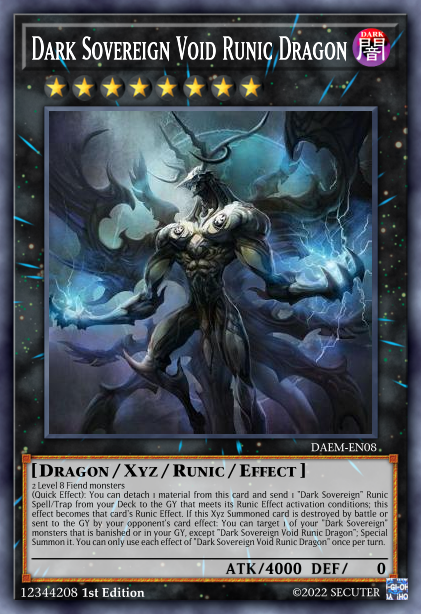 DARK SOVEREIGN VOID RUNIC DRAGON
DARK
闇
DAEM-EN08
[DRAGON / XYZ / RUNIC / EFFECT]
2 Level 8 Fiend monsters
(Quick Effect): You can detach 1 material from this card and send 1 "Dark Sovereign" Runic
Spell/Trap from your Deck to the GY that meets its Runic Effect activation conditions; this
effect becomes that card's Runic Effect. If this Xyz Summoned card is destroyed by battle or
sent to the GY by your opponent's card effect: You can target 1 of your "Dark Sovereign"
monsters that is banished or in your GY, except "Dark Sovereign Void Runic Dragon"; Special
Summon it. You can only use each effect of "Dark Sovereign Void Runic Dragon" once per turn.
ATK/4000 DEF/ 0
12344208 1st Edition
©2022 SECUTER